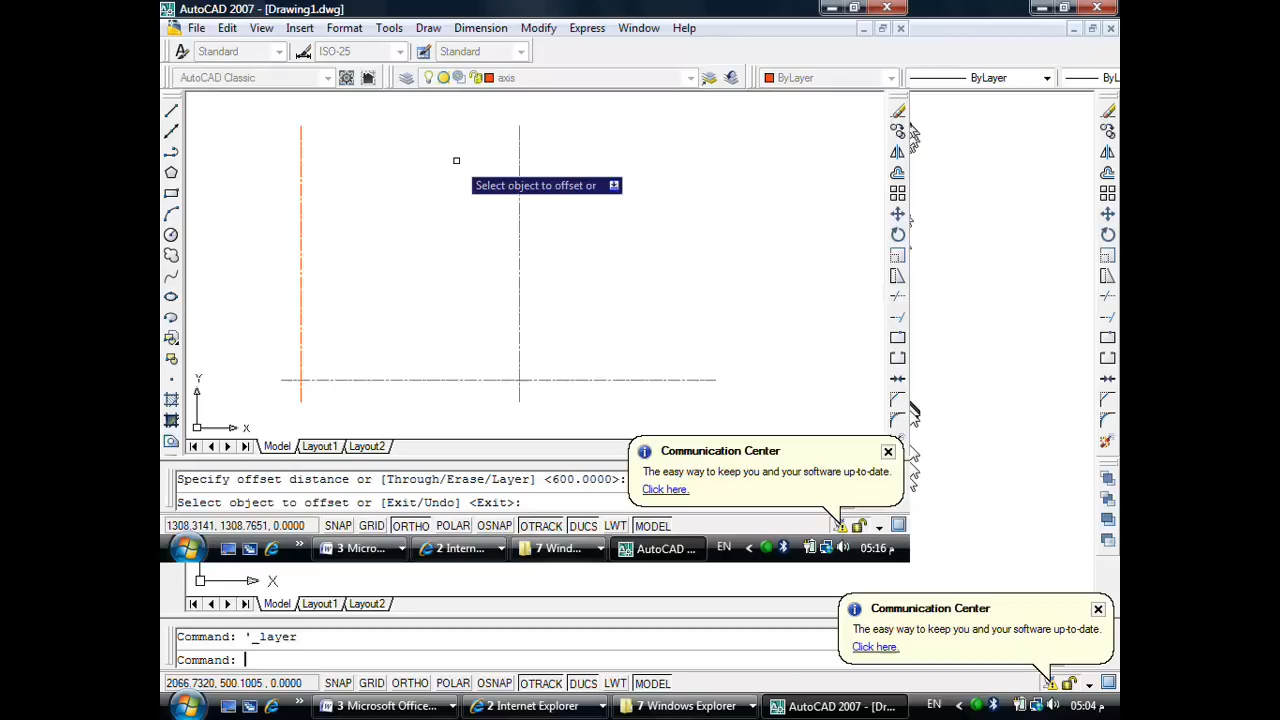 AutoCAD 2007 - [Drawing1.dwg]
File Edit View Insert Format Tools Draw Dimension Modify Express Window Help
Standard ISO-25 Standard
AutoCAD Classic axis ByLayer ByLayer ByL
Select object to offset or
Y
X
Model Layout1 Layout2
Communication Center
The easy way to keep you and your software up-to-date.
Click here.
Specify offset distance or [Through/Erase/Layer] <600.0000>:
Select object to offset or [Exit/Undo] <Exit>:
1308.3141, 1308.7651, 0.0000 SNAP GRID ORTHO POLAR OSNAP OTRACK DUCS LWT MODEL
3 Micro... 2 Intern... 7 Wind... AutoCAD ... EN 05:16 م
X
Model Layout1 Layout2
Communication Center
The easy way to keep you and your software up-to-date.
Click here.
Command: '_layer
Command:
2066.7320, 500.1005 , 0.0000 SNAP GRID ORTHO POLAR OSNAP OTRACK DUCS LWT MODEL
3 Microsoft Office... 2 Internet Explorer 7 Windows Explorer AutoCAD 2007 - [Dr... EN 05:04 م